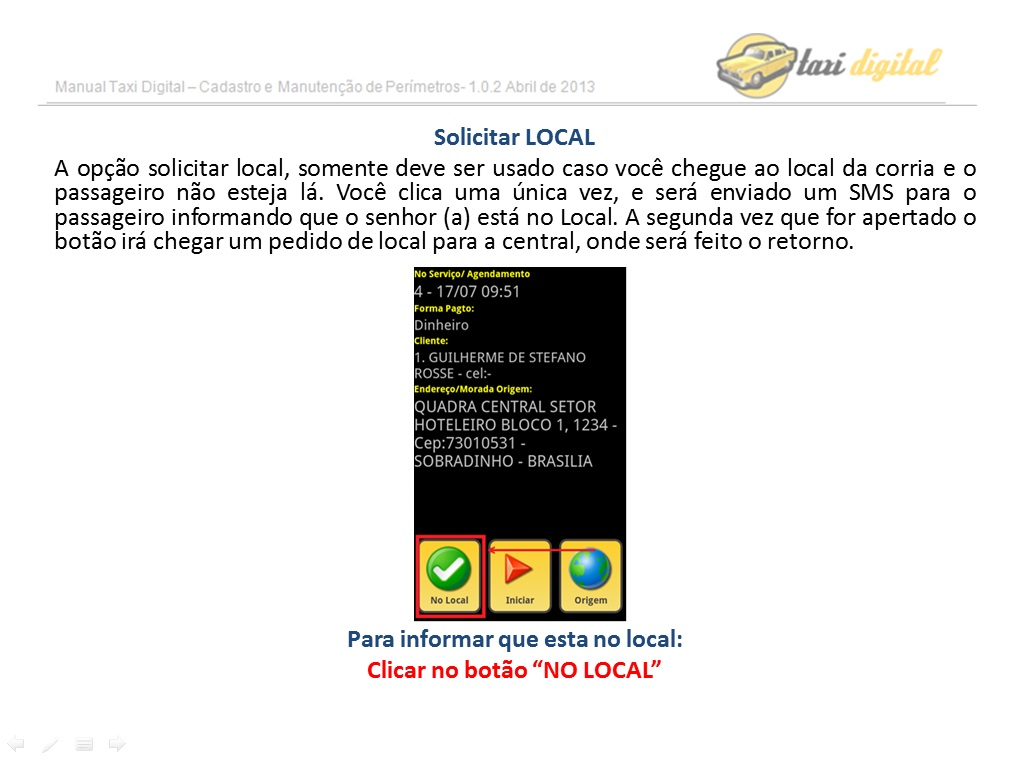 taxi digital
Manual Taxi Digital – Cadastro e Manutenção de Perímetros- 1.0.2 Abril de 2013
Solicitar LOCAL
A opção solicitar local, somente deve ser usado caso você chegue ao local da corria e o
passageiro não esteja lá. Você clica uma única vez, e será enviado um SMS para o
passageiro informando que o senhor (a) está no Local. A segunda vez que for apertado o
botão irá chegar um pedido de local para a central, onde será feito o retorno.
No Serviço/ Agendamento
4 - 17/07 09:51
Forma Pagto:
Dinheiro
Cliente:
1. GUILHERME DE STEFANO
ROSSE - cel:-
Endereço/Morada Origem:
QUADRA CENTRAL SETOR
HOTELEIRO BLOCO 1, 1234 -
Cep:73010531 -
SOBRADINHO - BRASILIA
No Local Iniciar Origem
Para informar que esta no local:
Clicar no botão “NO LOCAL”